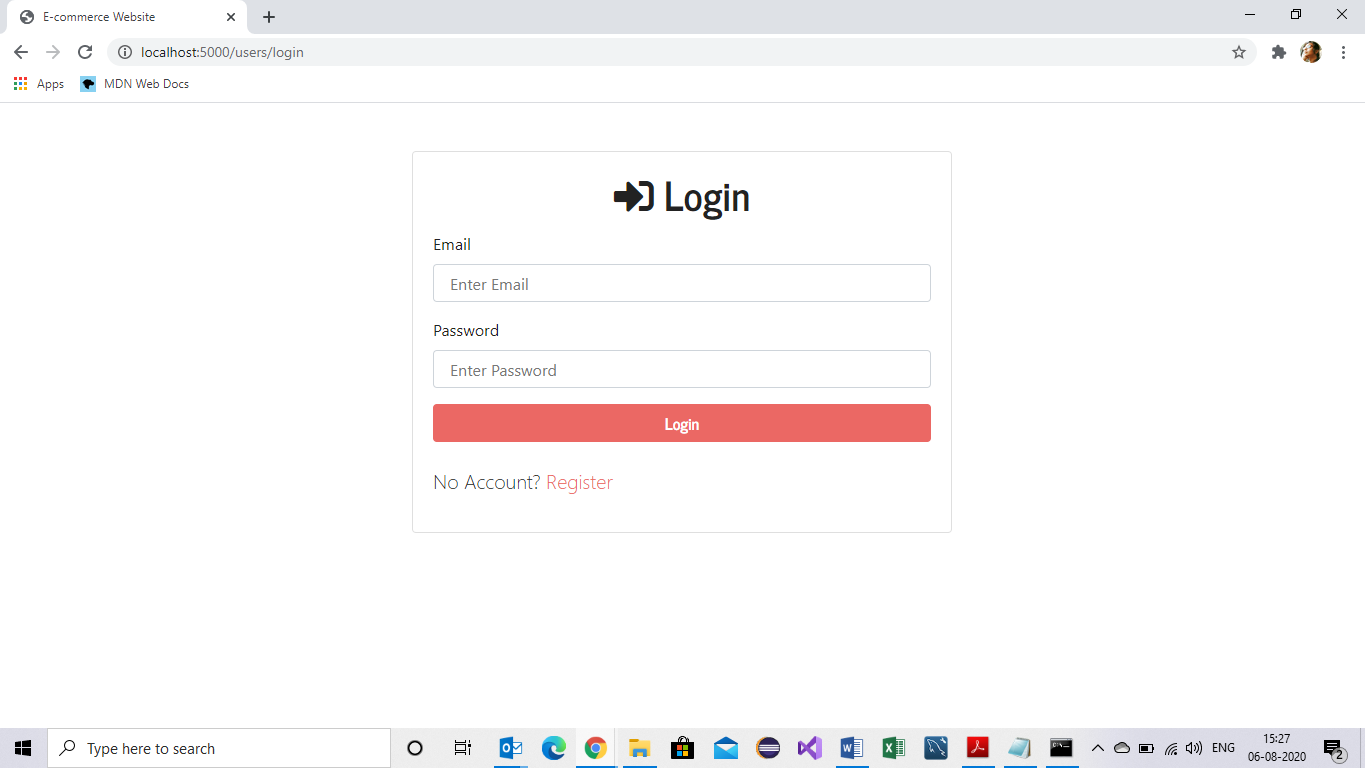 E-commerce Website
localhost:5000/users/login
Apps MDN Web Docs
Login
Email
Enter Email
Password
Enter Password
Login
No Account? Register
Type here to search
ENG
15:27
06-08-2020
2